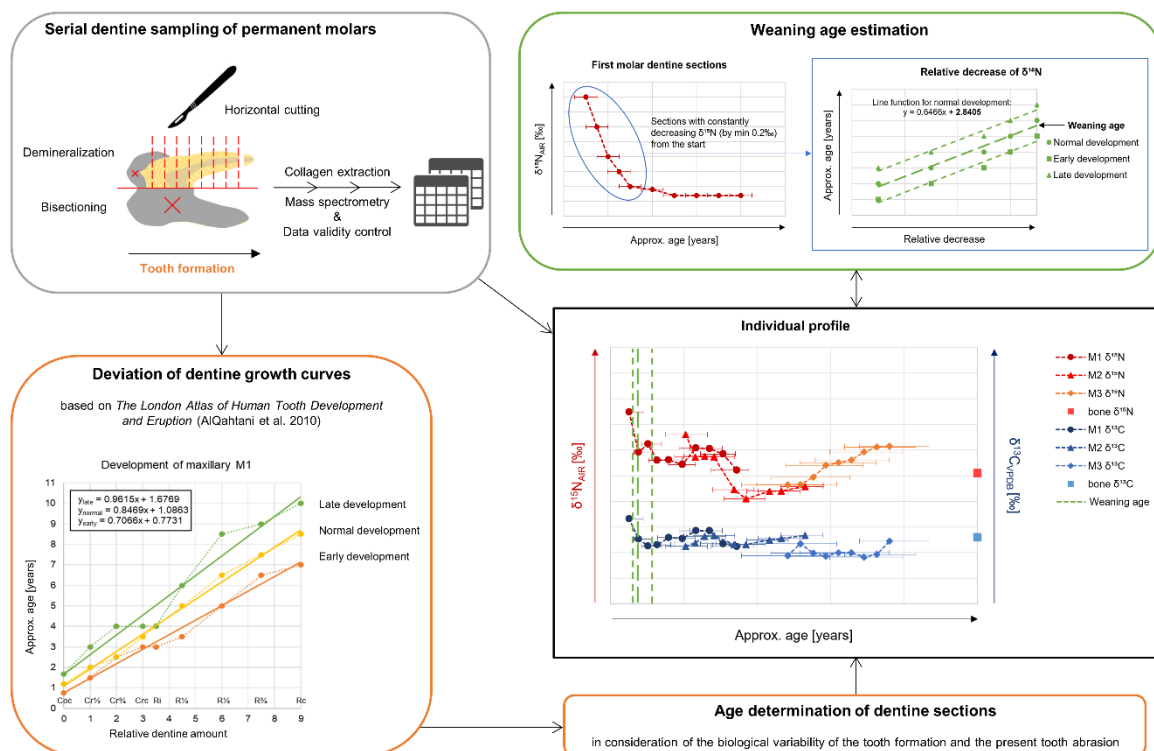 Serial dentine sampling of permanent molars
Horizontal cutting
Demineralization
Bisectioning
Collagen extraction
Mass spectrometry
&
Data validity control
Tooth formation
Weaning age estimation
First molar dentine sections
Sections with constantly
decreasing δ¹⁵N (by min 0.2‰)
from the start
δ¹⁵N_AIR [‰]
Approx. age [years]
Relative decrease of δ¹⁵N
Line function for normal development:
y = 0.6466x + 2.8405
Weaning age
Normal development
Early development
Late development
Approx. age [years]
Relative decrease
Deviation of dentine growth curves
based on The London Atlas of Human Tooth Development
and Eruption (AlQahtani et al. 2010)
Development of maxillary M1
y_late = 0.9615x + 1.6769
y_normal = 0.8469x + 1.0863
y_early = 0.7066x + 0.7731
Late development
Normal development
Early development
Approx. age [years]
11
10
9
8
7
6
5
4
3
2
1
0
Coc Cr½ Cr¾ Crc Ri R¼ R½ R¾ Rc
0 1 2 3 4 5 6 7 8 9
Relative dentine amount
Individual profile
δ¹⁵N_AIR [‰]
δ¹³C_VPDB [‰]
Approx. age [years]
M1 δ¹⁵N
M2 δ¹⁵N
M3 δ¹⁵N
bone δ¹⁵N
M1 δ¹³C
M2 δ¹³C
M3 δ¹³C
bone δ¹³C
Weaning age
Age determination of dentine sections
in consideration of the biological variability of the tooth formation and the present tooth abrasion